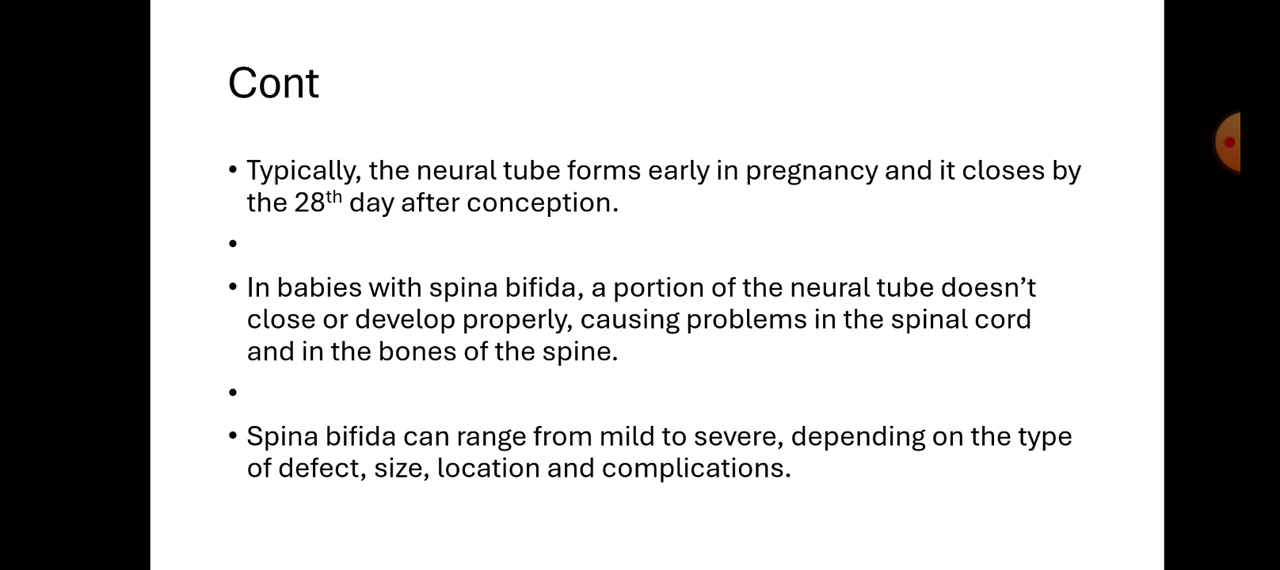 Cont
• Typically, the neural tube forms early in pregnancy and it closes by
the 28th day after conception.
•
• In babies with spina bifida, a portion of the neural tube doesn’t
close or develop properly, causing problems in the spinal cord
and in the bones of the spine.
•
• Spina bifida can range from mild to severe, depending on the type
of defect, size, location and complications.